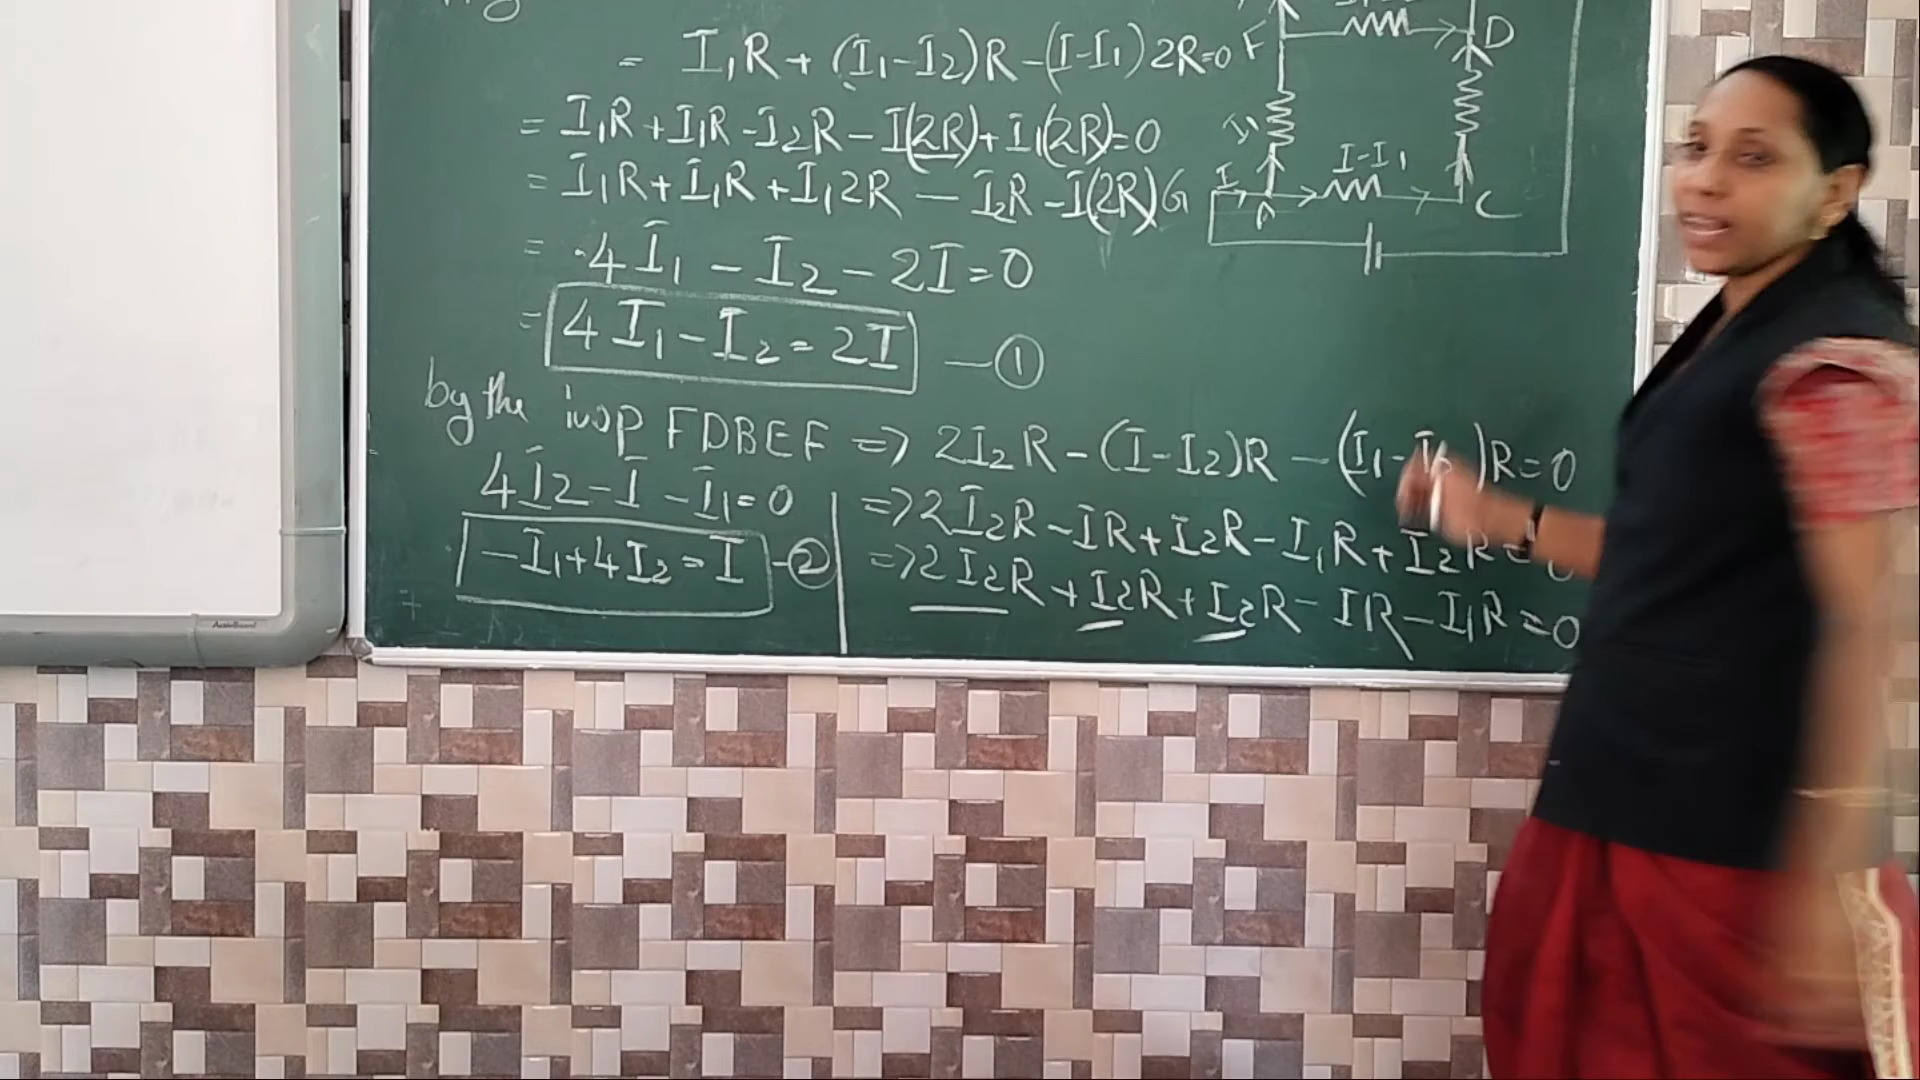 = I₁R + (I₁-I₂)R - (I-I₁)2R=0
= I₁R + I₁R - I₂R - I(2R) + I₁(2R)=0
= I₁R + I₁R + I₁2R - I₂R - I(2R)
= 4I₁ - I₂ - 2I = 0
= 4I₁ - I₂ = 2I — ①
by the loop FDBEF => 2I₂R - (I-I₂)R - (I₁-I₂)R=0
=> 2I₂R - IR + I₂R - I₁R + I₂R = 0
=> 2I₂R + I₂R + I₂R - IR - I₁R = 0
4I₂ - I - I₁ = 0
-I₁ + 4I₂ = I - ②
F
D
I₁
I-I₁
I
G
A
C
ActivBoard